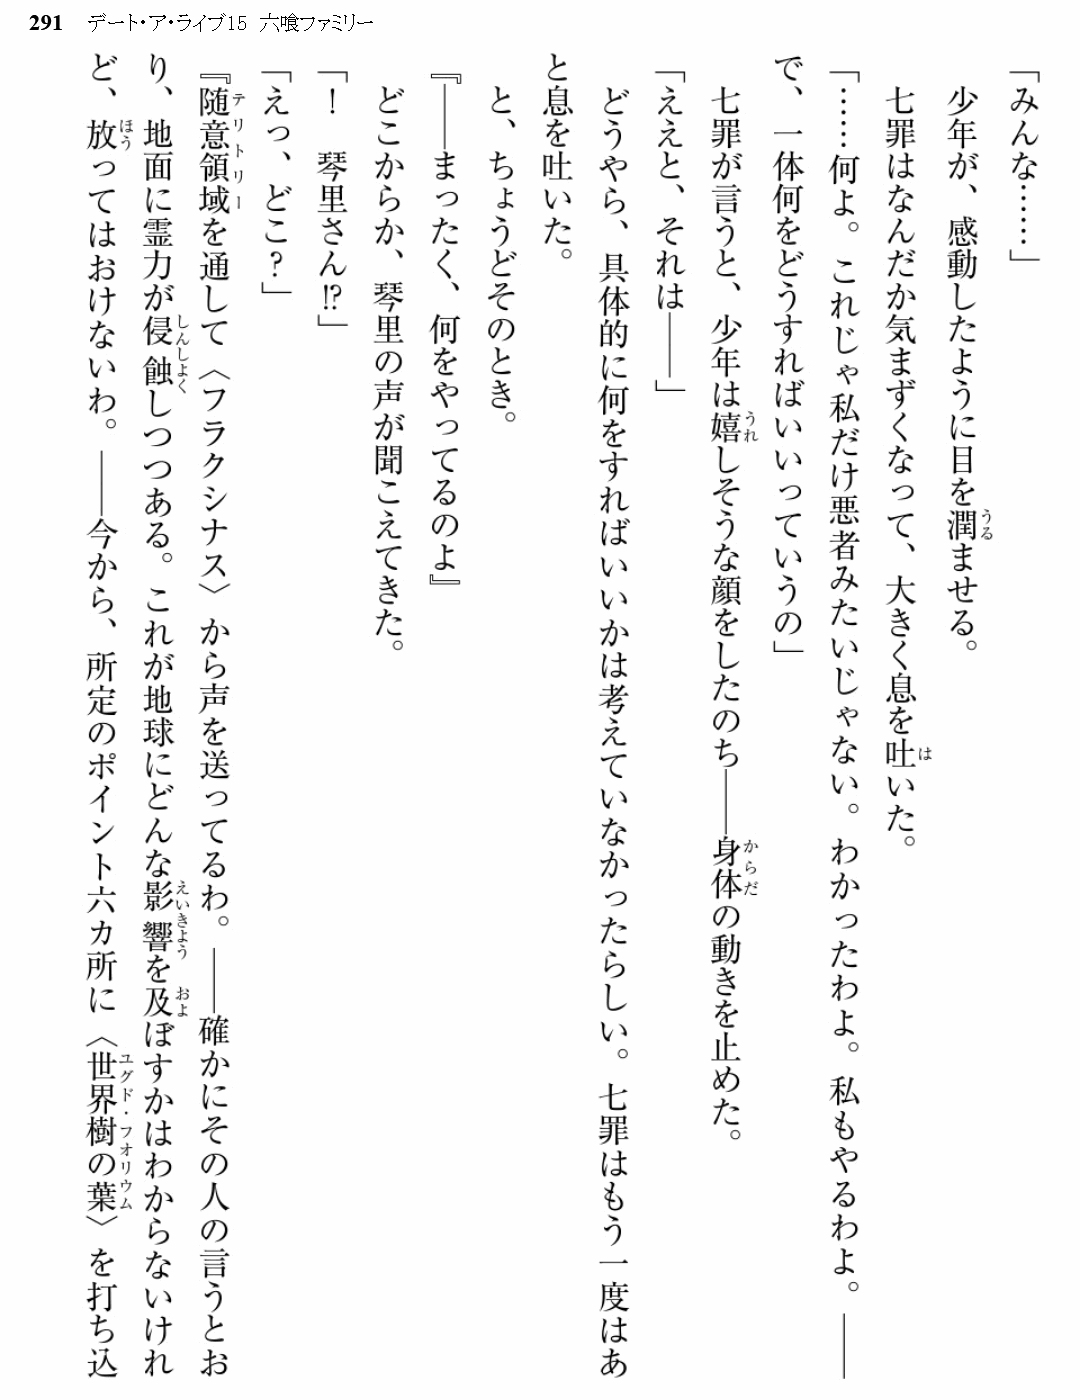 291 デート・ア・ライブ15 六喰ファミリー
「みんな……」
少年が、感動したように目を潤ませる。
七罪はなんだか気まずくなって、大きく息を吐いた。
「……何よ。これじゃ私だけ悪者みたいじゃない。わかったわよ。私もやるわよ。――
で、一体何をどうすればいいっていうの」
七罪が言うと、少年は嬉しそうな顔をしたのち――身体の動きを止めた。
「ええと、それは――」
どうやら、具体的に何をすればいいかは考えていなかったらしい。七罪はもう一度はあ
と息を吐いた。
と、ちょうどそのとき。
『――まったく、何をやってるのよ』
どこからか、琴里の声が聞こえてきた。
「！　琴里さん!?」
「えっ、どこ？」
『随意領域を通して〈フラクシナス〉から声を送ってるわ。――確かにその人の言うとお
り、地面に霊力が侵蝕しつつある。これが地球にどんな影響を及ぼすかはわからないけれ
ど、放ってはおけないわ。――今から、所定のポイント六カ所に〈世界樹の葉〉を打ち込